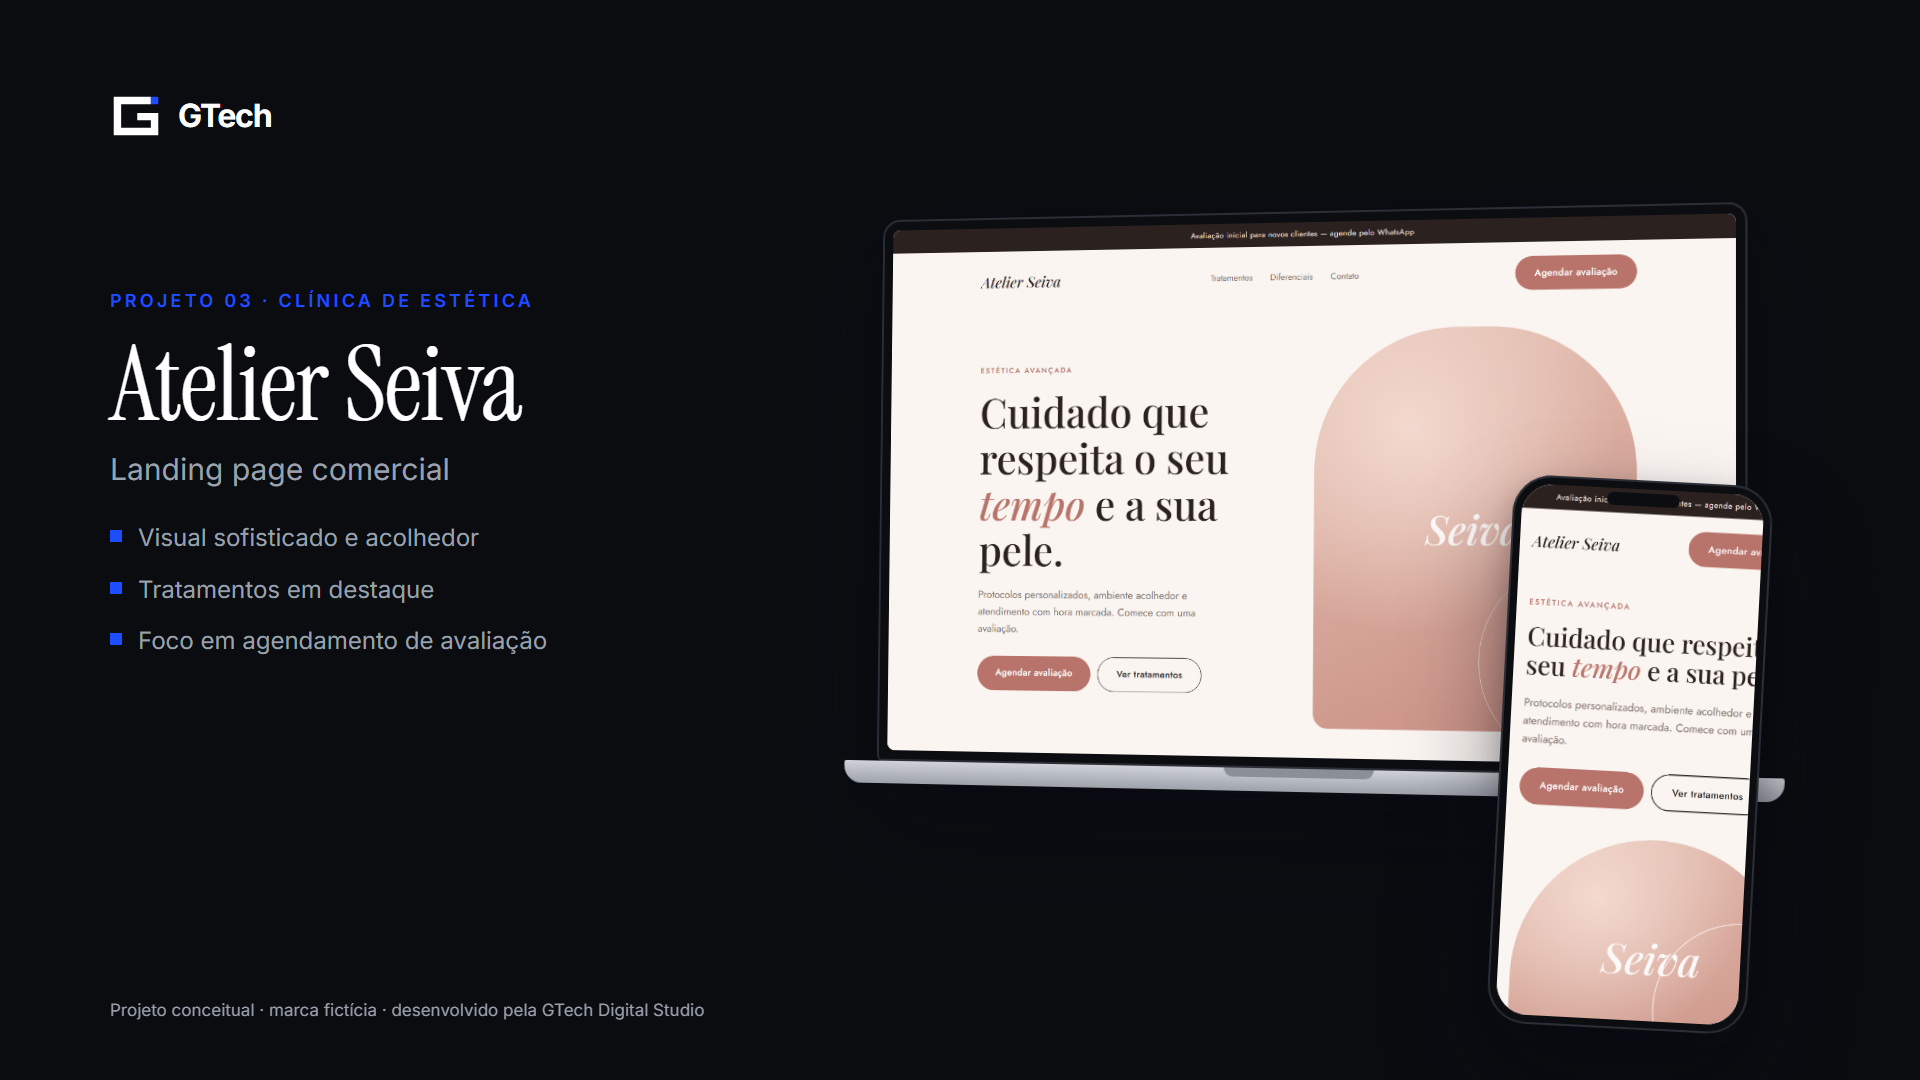 GTech
PROJETO 03 · CLÍNICA DE ESTÉTICA
Atelier Seiva
Landing page comercial
Visual sofisticado e acolhedor
Tratamentos em destaque
Foco em agendamento de avaliação
Projeto conceitual · marca fictícia · desenvolvido pela GTech Digital Studio
Avaliação inicial para novos clientes — agende pelo WhatsApp
Atelier Seiva
Tratamentos
Diferenciais
Contato
Agendar avaliação
ESTÉTICA AVANÇADA
Cuidado que
respeita o seu
tempo e a sua
pele.
Protocolos personalizados, ambiente acolhedor e
atendimento com hora marcada. Comece com uma
avaliação.
Agendar avaliação
Ver tratamentos
Avaliação — agende pelo
Atelier Seiva
Agendar
ESTÉTICA AVANÇADA
Cuidado que
seu tempo e a sua
Protocolos personalizados, ambiente acolhedor e
atendimento com hora marcada. Comece com
avaliação.
Agendar avaliação
Ver tratamentos
Seiva